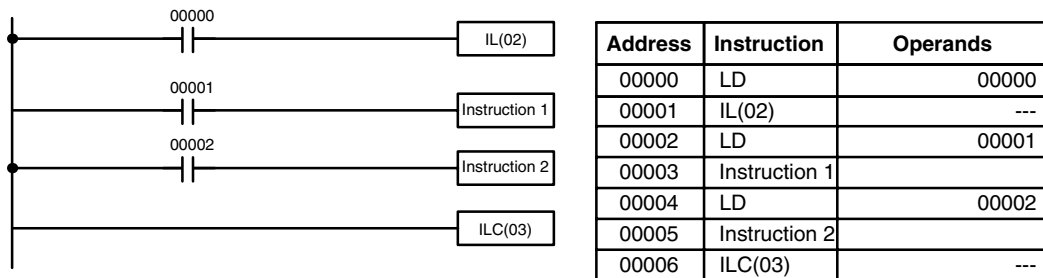 00000
IL(02)
00001
Instruction 1
00002
Instruction 2
ILC(03)
Address Instruction Operands
00000 LD 00000
00001 IL(02) ---
00002 LD 00001
00003 Instruction 1
00004 LD 00002
00005 Instruction 2
00006 ILC(03) ---